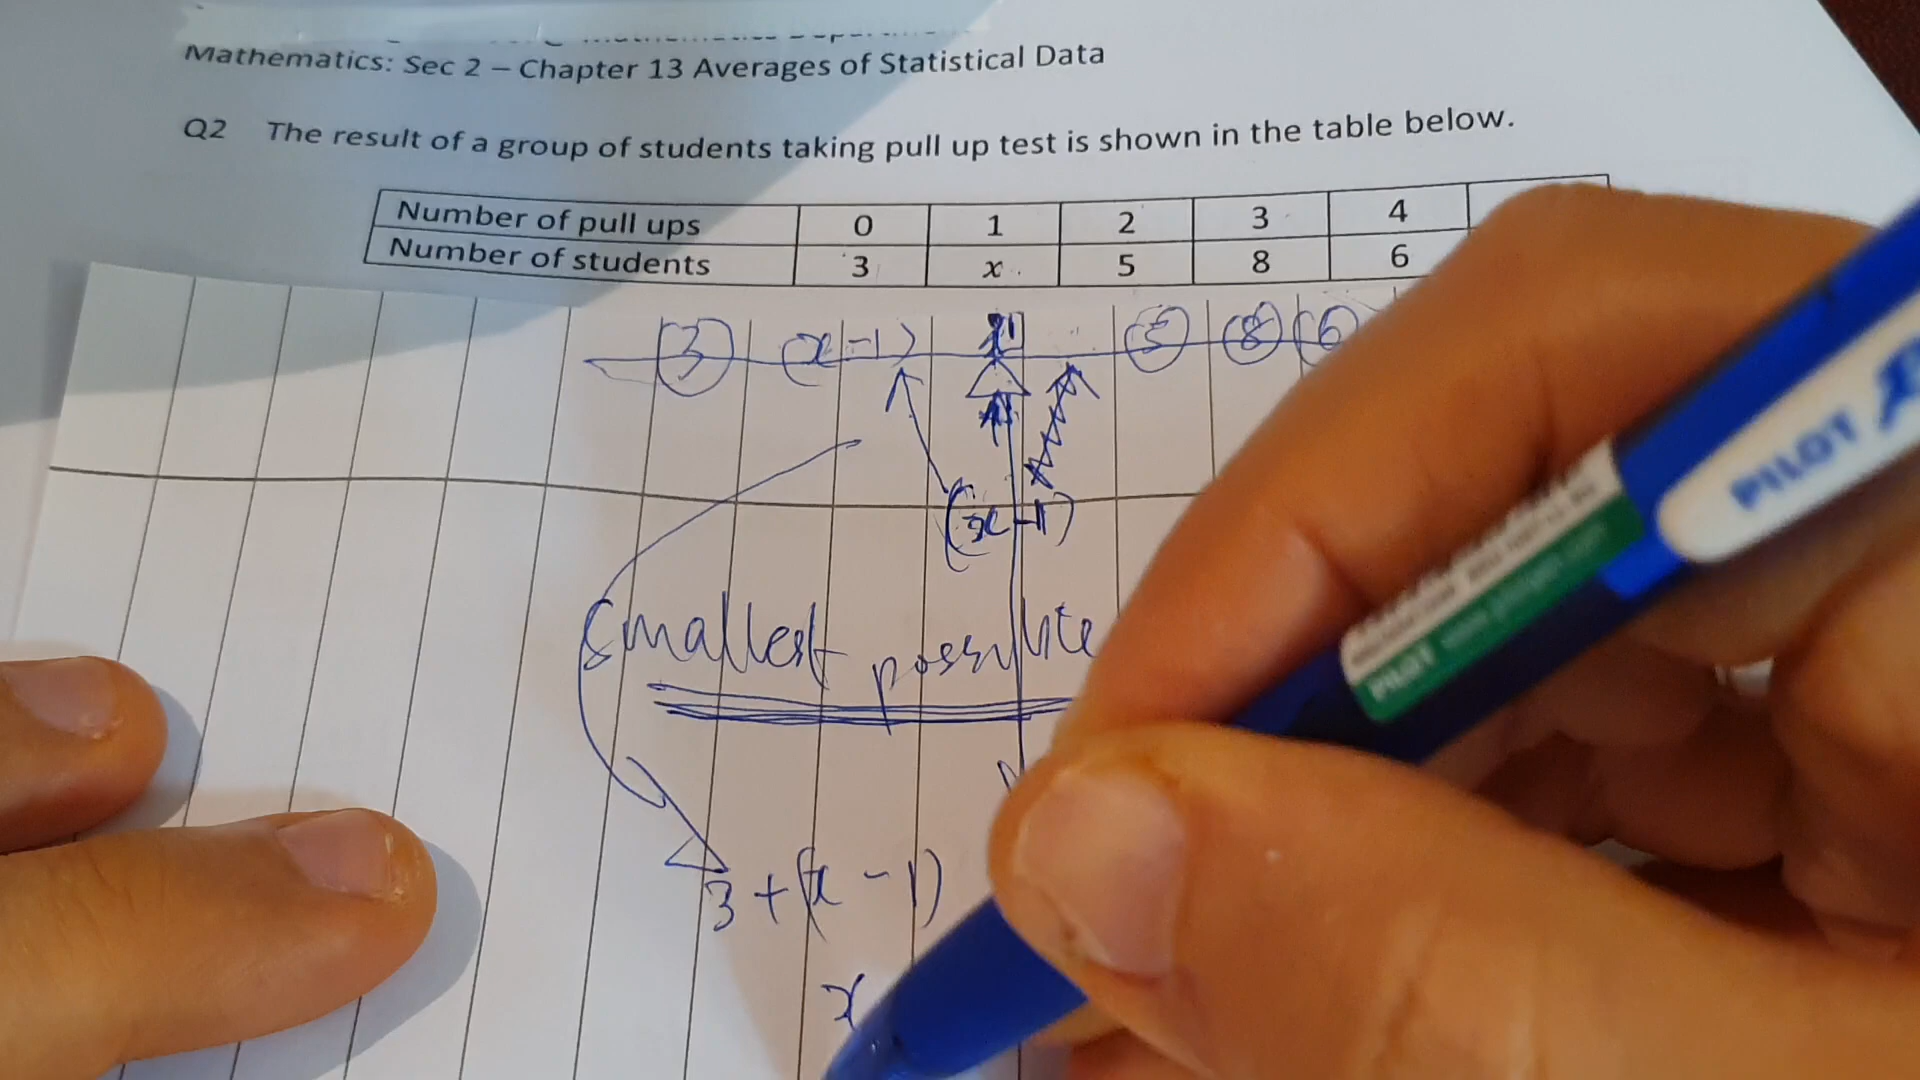 Mathematics: Sec 2 – Chapter 13 Averages of Statistical Data
Q2 The result of a group of students taking pull up test is shown in the table below.
Number of pull ups 0 1 2 3 4
Number of students 3 x 5 8 6
3 (x-1) 5 8 6
(x-1)
Smallest possible
3 + (x - 1)
x
PILOT
PILOT